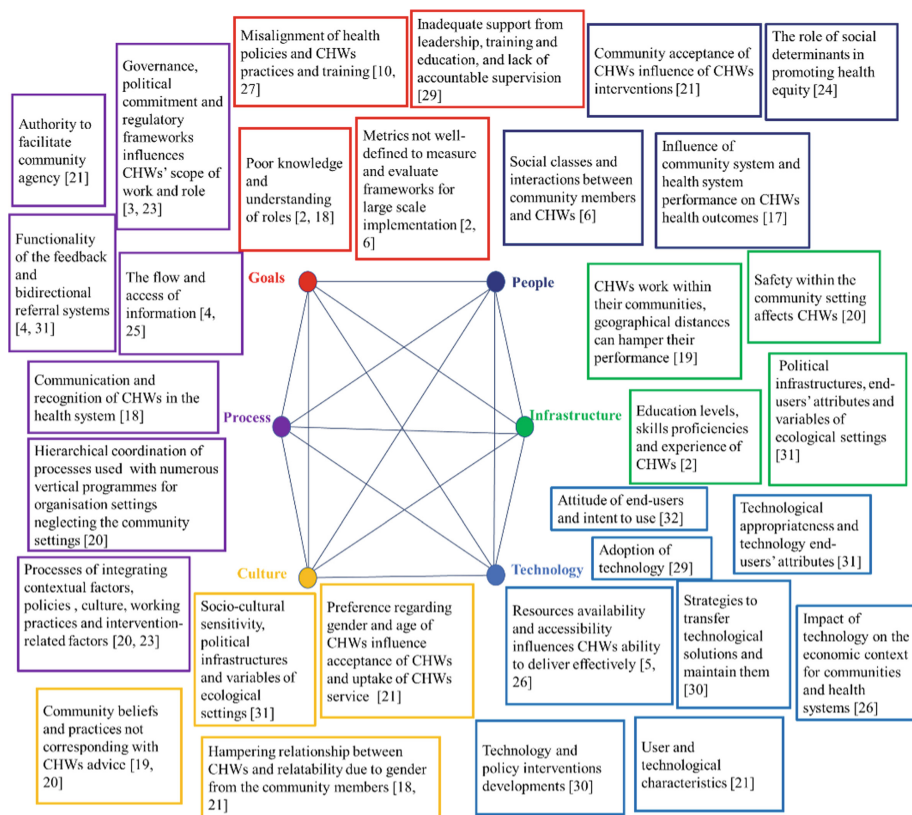 Misalignment of health
policies and CHWs
practices and training [10,
27]
Inadequate support from
leadership, training and
education, and lack of
accountable supervision
[29]
Community acceptance of
CHWs influence of CHWs
interventions [21]
The role of social
determinants in
promoting health
equity [24]
Governance,
political
commitment and
regulatory
frameworks
influences
CHWs' scope of
work and role
[3, 23]
Authority to
facilitate
community
agency [21]
Poor knowledge
and
understanding
of roles [2, 18]
Metrics not well-
defined to measure
and evaluate
frameworks for
large scale
implementation [2,
6]
Social classes and
interactions between
community members
and CHWs [6]
Influence of
community system and
health system
performance on CHWs
health outcomes [17]
Functionality
of the feedback
and
bidirectional
referral systems
[4, 31]
The flow and
access of
information [4,
25]
Goals
People
CHWs work within
their communities,
geographical distances
can hamper their
performance [19]
Safety within the
community setting
affects CHWs [20]
Communication and
recognition of CHWs in
the health system [18]
Process
Infrastructure
Education levels,
skills proficiencies
and experience of
CHWs [2]
Political
infrastructures, end-
users' attributes and
variables of
ecological settings
[31]
Hierarchical coordination of
processes used with numerous
vertical programmes for
organisation settings
neglecting the community
settings [20]
Attitude of end-users
and intent to use [32]
Technological
appropriateness and
technology end-
users' attributes [31]
Adoption of
technology [29]
Processes of integrating
contextual factors,
policies , culture, working
practices and intervention-
related factors [20, 23]
Culture
Technology
Socio-cultural
sensitivity,
political
infrastructures
and variables of
ecological
settings [31]
Preference regarding
gender and age of
CHWs influence
acceptance of CHWs
and uptake of CHWs
service [21]
Resources availability
and accessibility
influences CHWs ability
to deliver effectively [5,
26]
Strategies to
transfer
technological
solutions and
maintain them
[30]
Impact of
technology on the
economic context
for communities
and health
systems [26]
Community beliefs
and practices not
corresponding with
CHWs advice [19,
20]
Hampering relationship between
CHWs and relatability due to gender
from the community members [18,
21]
Technology and
policy interventions
developments [30]
User and
technological
characteristics [21]